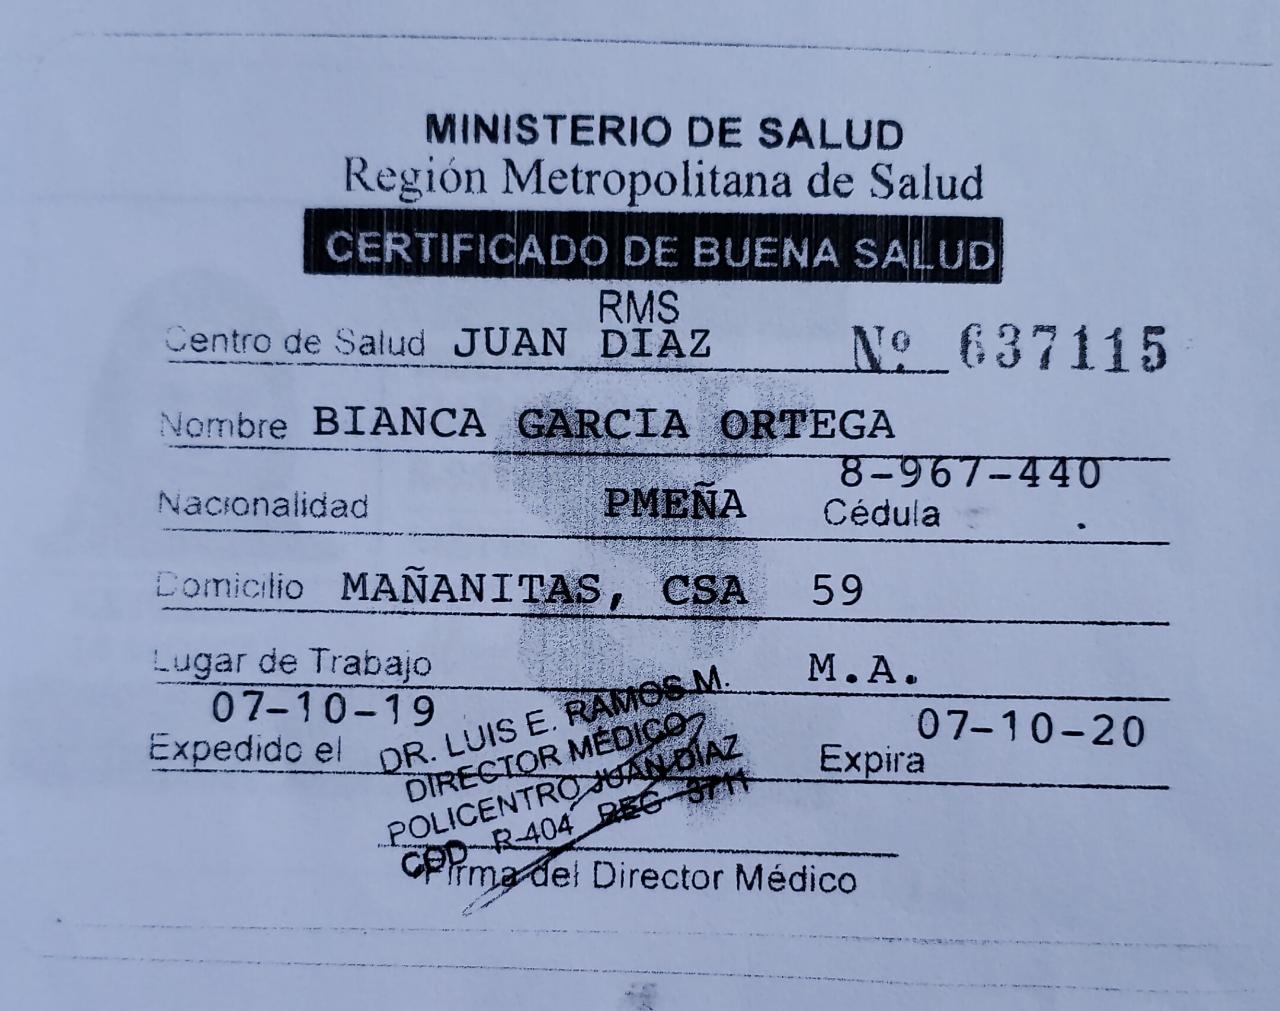 MINISTERIO DE SALUD
Región Metropolitana de Salud
CERTIFICADO DE BUENA SALUD
RMS
Centro de Salud JUAN DIAZ Nº 637115
Nombre BIANCA GARCIA ORTEGA
8-967-440
Nacionalidad PMEÑA Cédula
Domicilio MAÑANITAS, CSA 59
Lugar de Trabajo M.A.
07-10-19 07-10-20
Expedido el Expira
DR. LUIS E. RAMOS M.
DIRECTOR MÉDICO
POLICENTRO JUAN DÍAZ
COD R-404 REG 3711
Firma del Director Médico